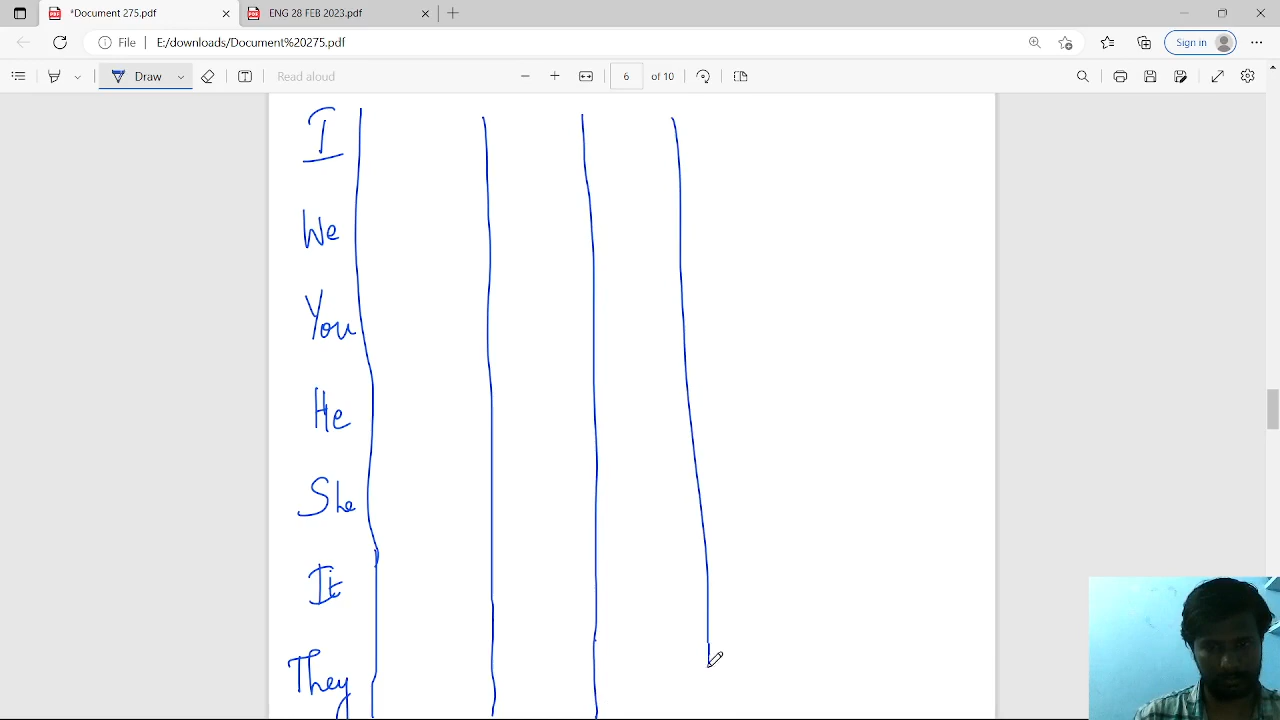 *Document 275.pdf
ENG 28 FEB 2023.pdf
File
E:/downloads/Document%20275.pdf
Sign in
Draw
Read aloud
6 of 10
I
We
You
He
She
It
They